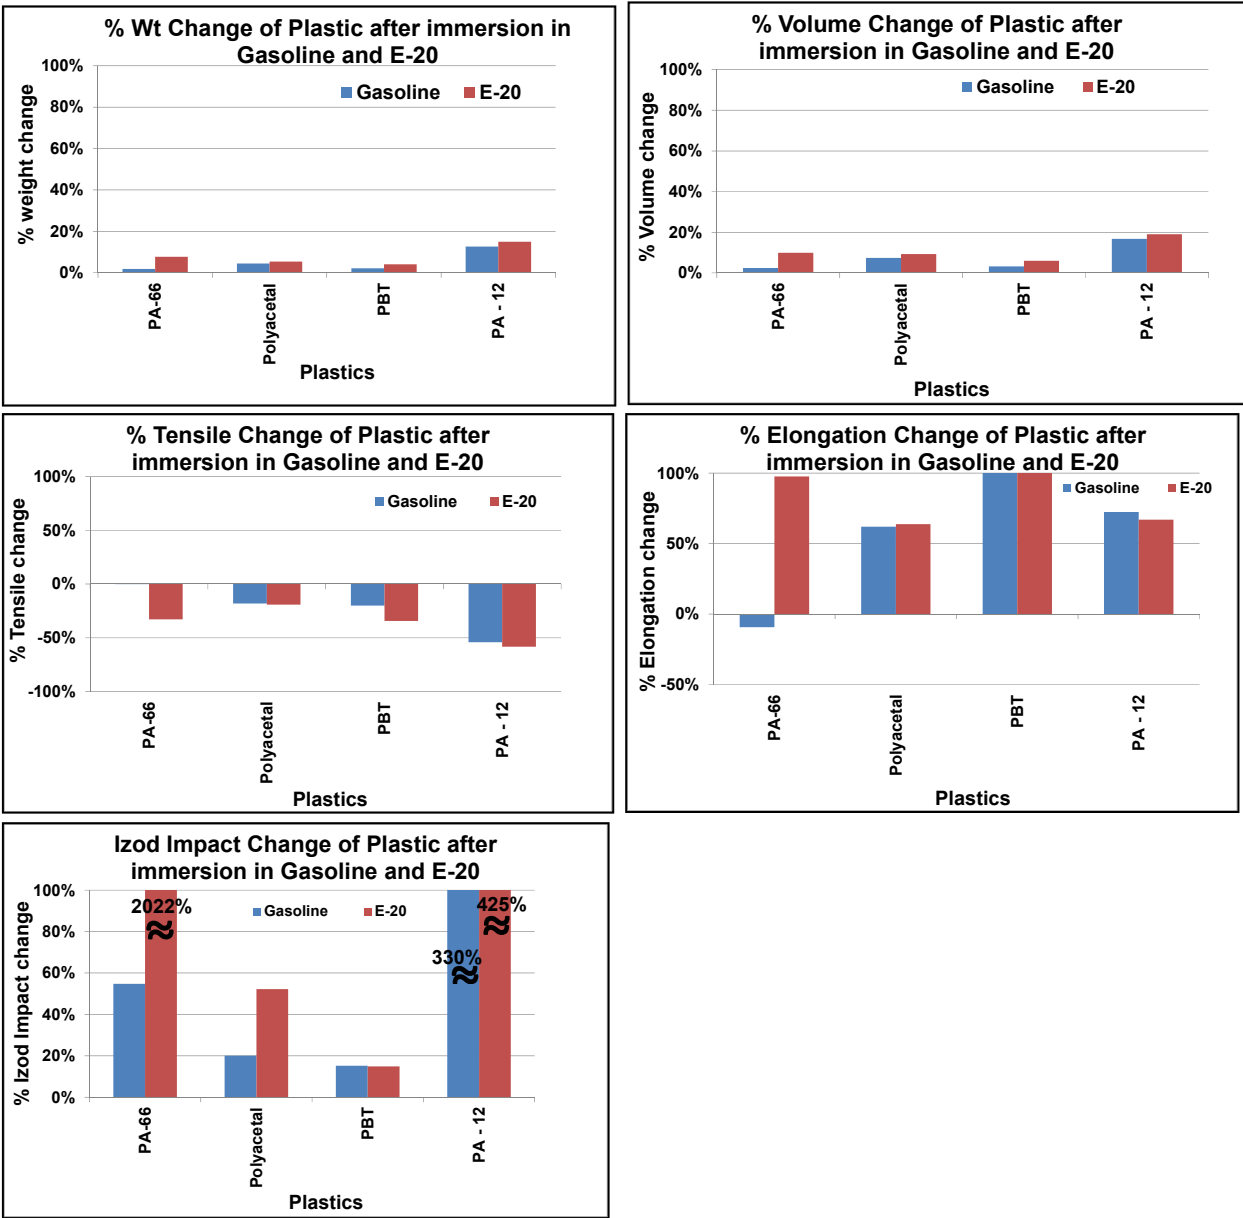 % Wt Change of Plastic after immersion in
Gasoline and E-20
100%
80%
60%
40%
20%
0%
% weight change
Gasoline
E-20
PA-66
Polyacetal
PBT
PA - 12
Plastics
% Volume Change of Plastic after
immersion in Gasoline and E-20
100%
80%
60%
40%
20%
0%
% Volume change
Gasoline
E-20
PA-66
Polyacetal
PBT
PA - 12
Plastics
% Tensile Change of Plastic after
immersion in Gasoline and E-20
100%
50%
0%
-50%
-100%
% Tensile change
Gasoline
E-20
PA-66
Polyacetal
PBT
PA - 12
Plastics
% Elongation Change of Plastic after
immersion in Gasoline and E-20
100%
50%
0%
-50%
% Elongation change
Gasoline
E-20
PA-66
Polyacetal
PBT
PA - 12
Plastics
Izod Impact Change of Plastic after
immersion in Gasoline and E-20
100%
80%
60%
40%
20%
0%
% Izod Impact change
2022%
Gasoline
E-20
330%
425%
PA-66
Polyacetal
PBT
PA - 12
Plastics